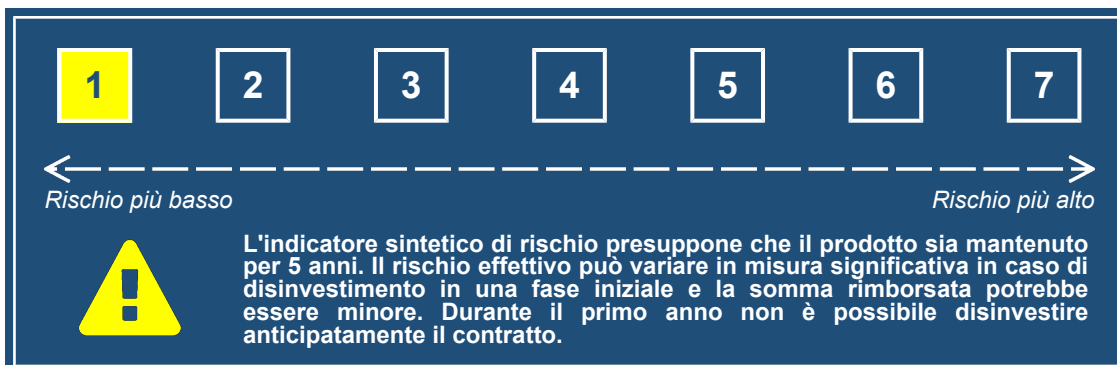 1 2 3 4 5 6 7
Rischio più basso Rischio più alto
L'indicatore sintetico di rischio presuppone che il prodotto sia mantenuto
per 5 anni. Il rischio effettivo può variare in misura significativa in caso di
disinvestimento in una fase iniziale e la somma rimborsata potrebbe
essere minore. Durante il primo anno non è possibile disinvestire
anticipatamente il contratto.